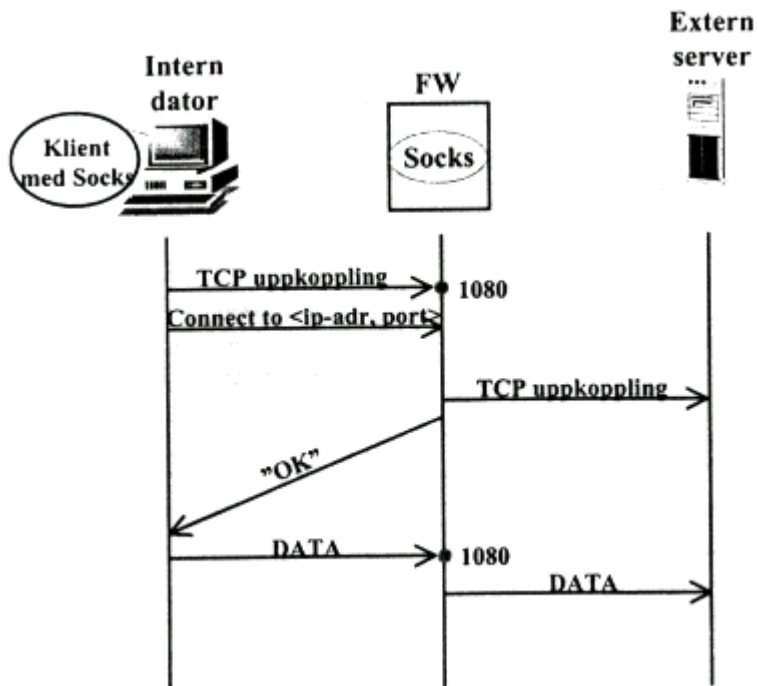 Extern
server
Intern
dator
FW
Klient
med Socks
Socks
TCP uppkoppling
1080
Connect to <ip-adr, port>
TCP uppkoppling
"OK"
DATA
1080
DATA